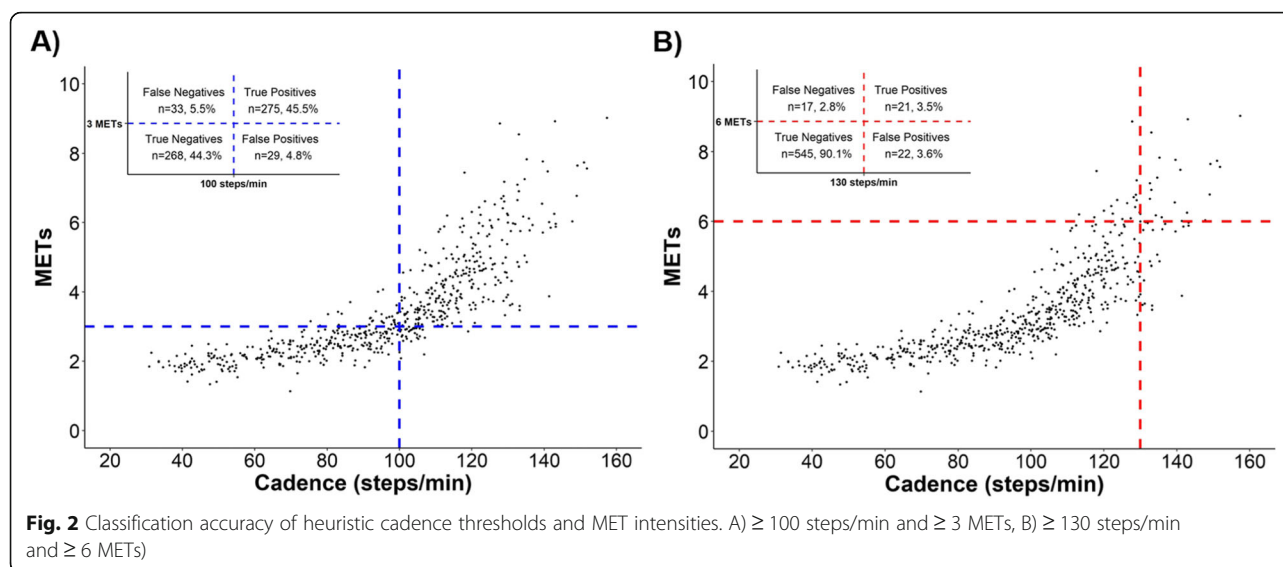 A)
10
8
6
4
2
0
METs
20 40 60 80 100 120 140 160
Cadence (steps/min)
False Negatives True Positives
n=33, 5.5% n=275, 45.5%
3 METs
True Negatives False Positives
n=268, 44.3% n=29, 4.8%
100 steps/min
B)
10
8
6
4
2
0
METs
20 40 60 80 100 120 140 160
Cadence (steps/min)
False Negatives True Positives
n=17, 2.8% n=21, 3.5%
6 METs
True Negatives False Positives
n=545, 90.1% n=22, 3.6%
130 steps/min
Fig. 2 Classification accuracy of heuristic cadence thresholds and MET intensities. A) ≥ 100 steps/min and ≥ 3 METs, B) ≥ 130 steps/min
and ≥ 6 METs)